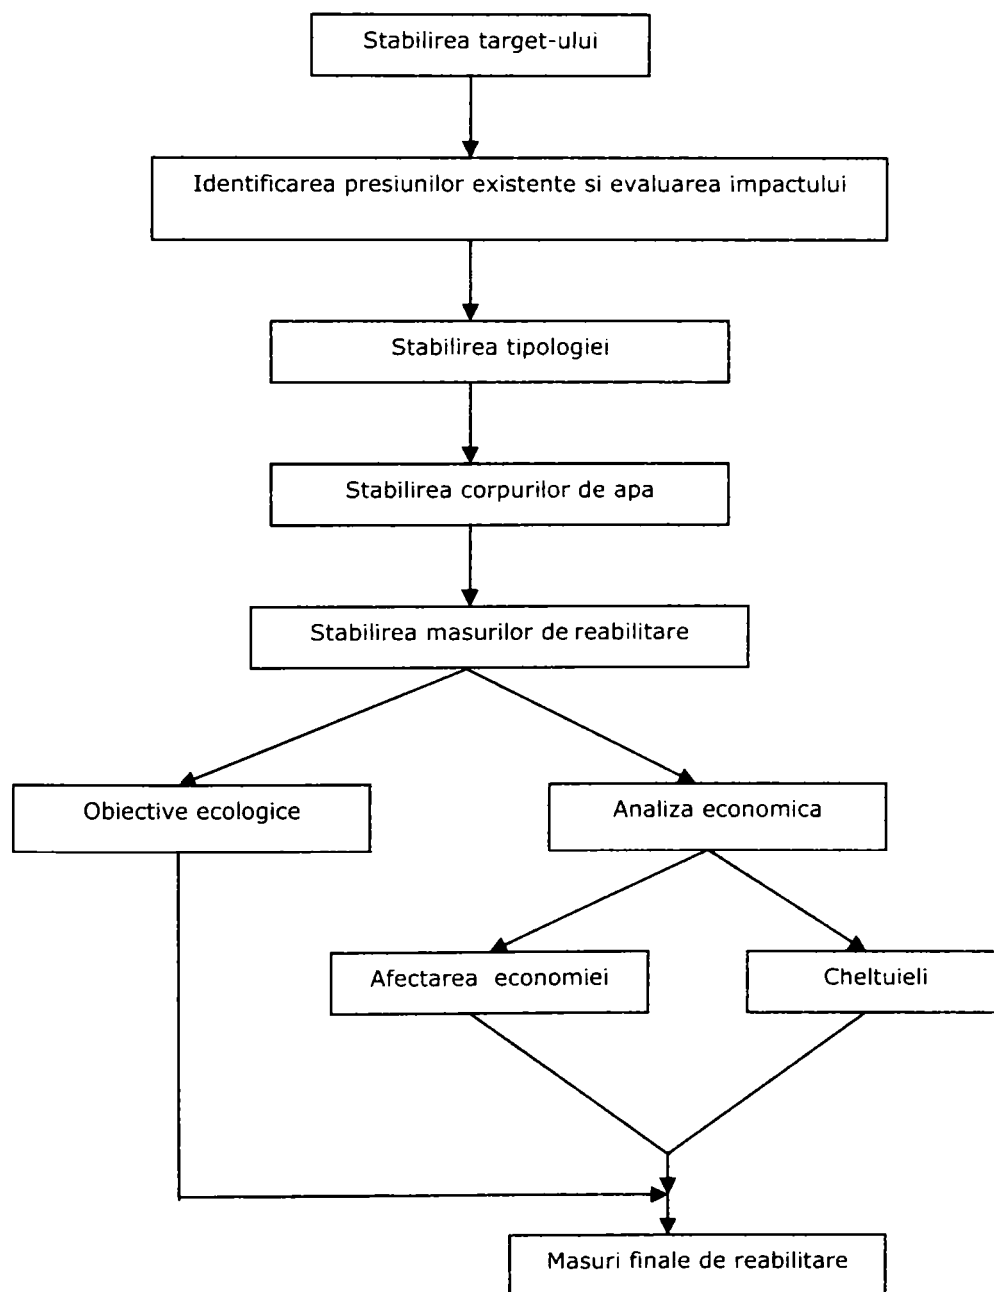 Stabilirea target-ului
Identificarea presiunilor existente si evaluarea impactului
Stabilirea tipologiei
Stabilirea corpurilor de apa
Stabilirea masurilor de reabilitare
Obiective ecologice
Analiza economica
Afectarea economiei
Cheltuieli
Masuri finale de reabilitare